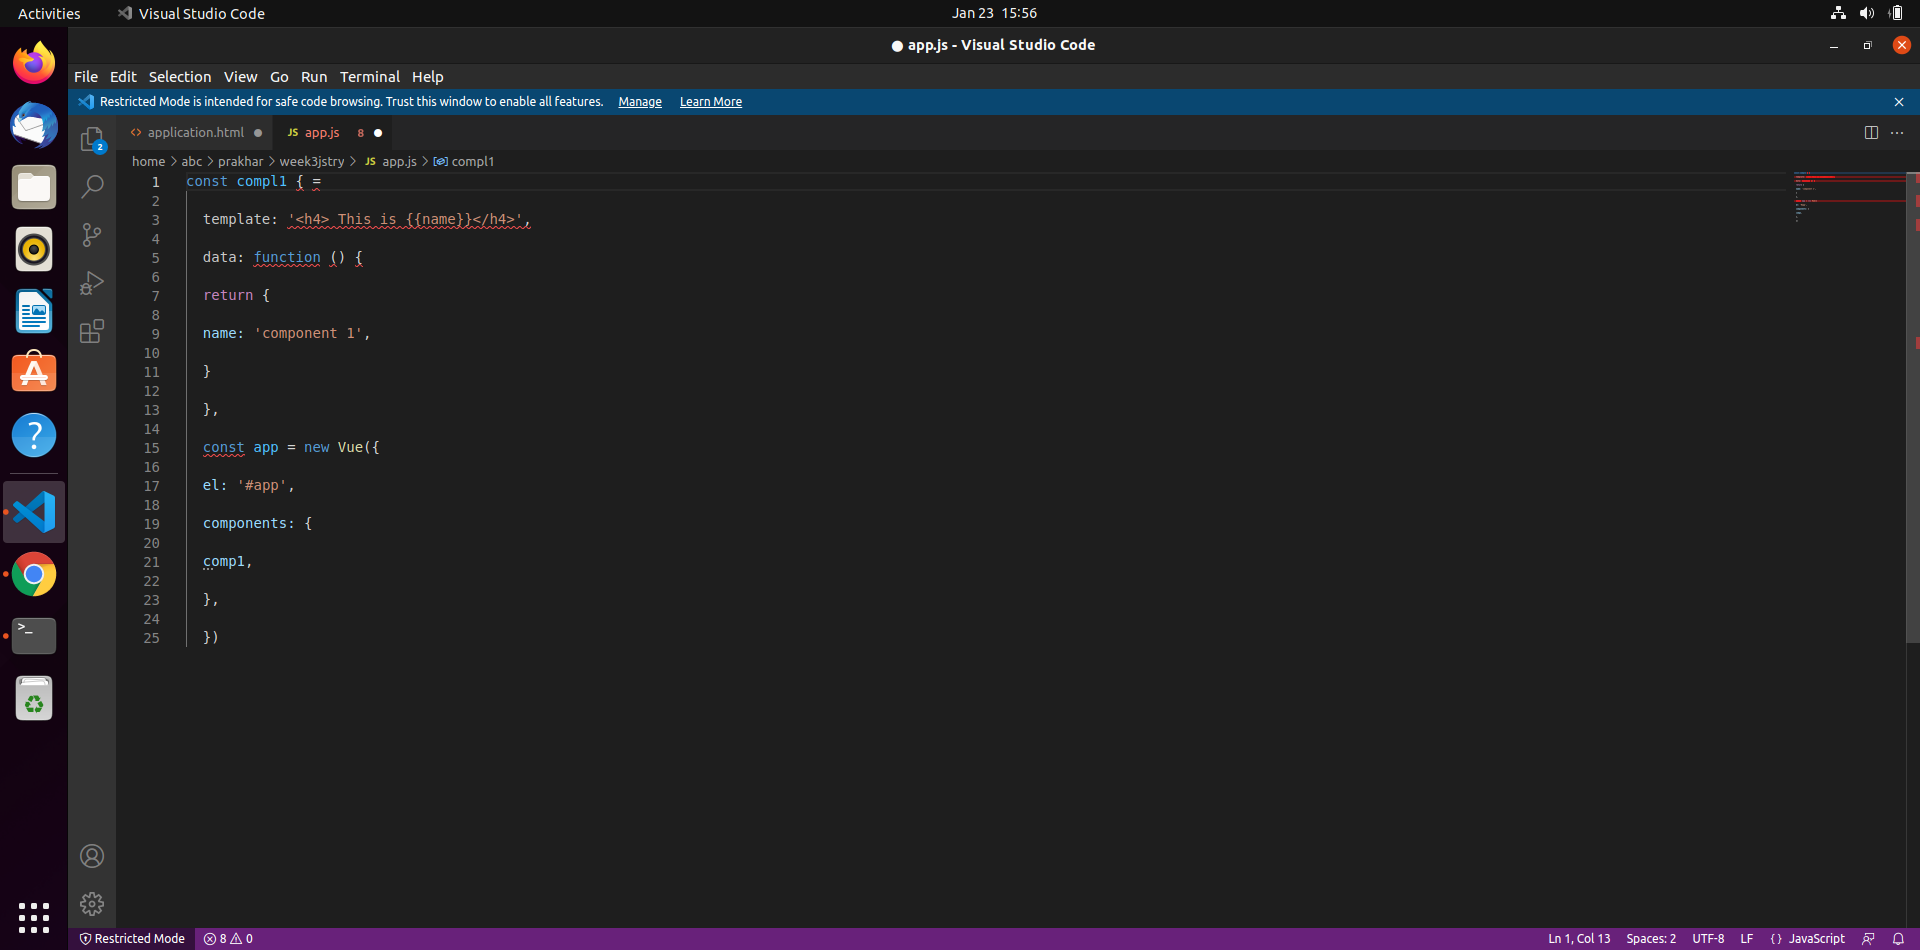 Activities Visual Studio Code Jan 23 15:56
● app.js - Visual Studio Code
File Edit Selection View Go Run Terminal Help
Restricted Mode is intended for safe code browsing. Trust this window to enable all features. Manage Learn More
<> application.html ● JS app.js 8 ●
2
home > abc > prakhar > week3jstry > JS app.js > compl1
1 const compl1 { =
2
3 template: '<h4> This is {{name}}</h4>',
4
5 data: function () {
6
7 return {
8
9 name: 'component 1',
10
11 }
12
13 },
14
15 const app = new Vue({
16
17 el: '#app',
18
19 components: {
20
21 comp1,
22
23 },
24
25 })
>_
Restricted Mode 8 0 Ln 1, Col 13 Spaces: 2 UTF-8 LF {} JavaScript